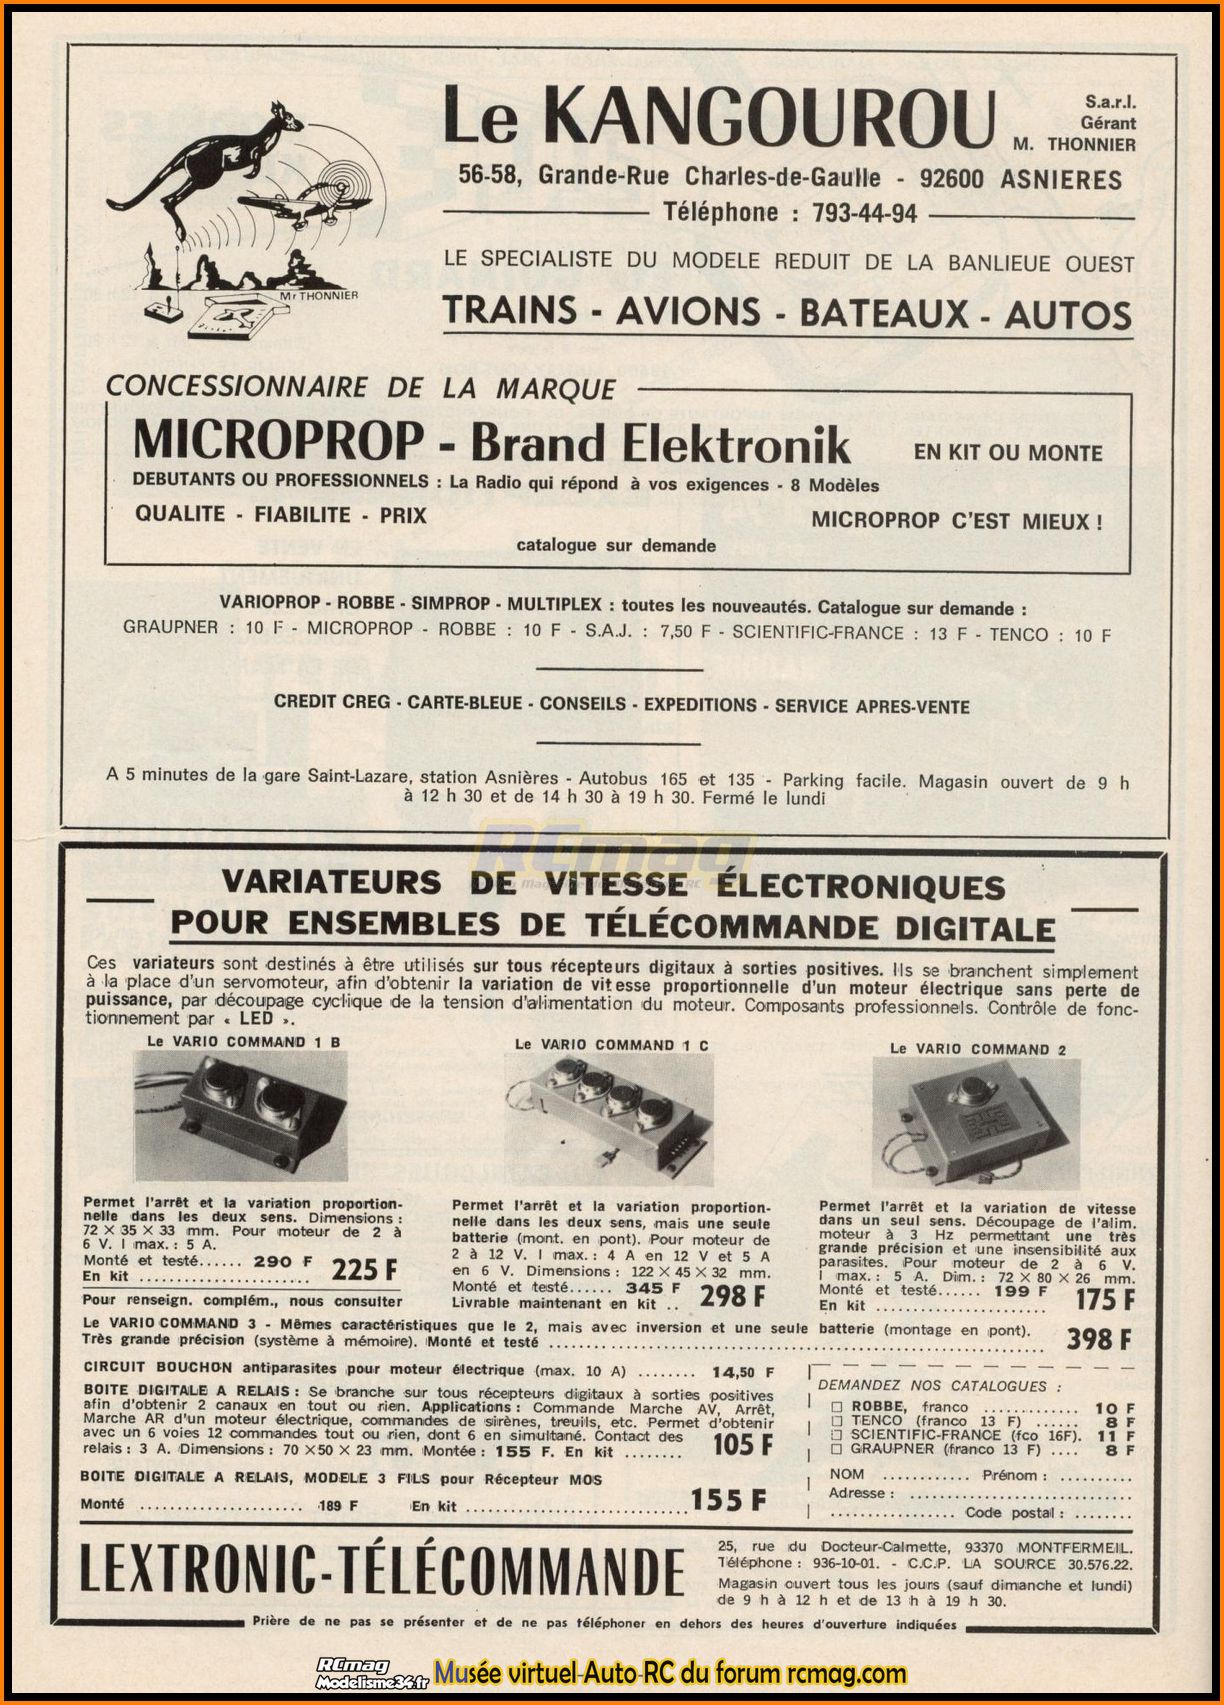 Le KANGOUROU
S.a.r.l.
Gérant
M. THONNIER
56-58, Grande-Rue Charles-de-Gaulle - 92600 ASNIERES
Téléphone : 793-44-94
LE SPECIALISTE DU MODELE REDUIT DE LA BANLIEUE OUEST
TRAINS - AVIONS - BATEAUX - AUTOS
Mr THONNIER
CONCESSIONNAIRE DE LA MARQUE
MICROPROP - Brand Elektronik EN KIT OU MONTE
DEBUTANTS OU PROFESSIONNELS : La Radio qui répond à vos exigences - 8 Modèles
QUALITE - FIABILITE - PRIX MICROPROP C'EST MIEUX !
catalogue sur demande
VARIOPROP - ROBBE - SIMPROP - MULTIPLEX : toutes les nouveautés. Catalogue sur demande :
GRAUPNER : 10 F - MICROPROP - ROBBE : 10 F - S.A.J. : 7,50 F - SCIENTIFIC-FRANCE : 13 F - TENCO : 10 F
CREDIT CREG - CARTE-BLEUE - CONSEILS - EXPEDITIONS - SERVICE APRES-VENTE
A 5 minutes de la gare Saint-Lazare, station Asnières - Autobus 165 et 135 - Parking facile. Magasin ouvert de 9 h
à 12 h 30 et de 14 h 30 à 19 h 30. Fermé le lundi
RCmag
VARIATEURS DE VITESSE ÉLECTRONIQUES
POUR ENSEMBLES DE TÉLÉCOMMANDE DIGITALE
Ces variateurs sont destinés à être utilisés sur tous récepteurs digitaux à sorties positives. Ils se branchent simplement
à la place d'un servomoteur, afin d'obtenir la variation de vitesse proportionnelle d'un moteur électrique sans perte de
puissance, par découpage cyclique de la tension d'alimentation du moteur. Composants professionnels. Contrôle de fonc-
tionnement par « LED ».
Le VARIO COMMAND 1 B
Permet l'arrêt et la variation proportion-
nelle dans les deux sens. Dimensions :
72 X 35 X 33 mm. Pour moteur de 2 à
6 V. I max. : 5 A.
Monté et testé...... 290 F
En kit ........................ 225 F
Pour renseign. complém., nous consulter
Le VARIO COMMAND 1 C
Permet l'arrêt et la variation proportion-
nelle dans les deux sens, mais une seule
batterie (mont. en pont). Pour moteur de
2 à 12 V. I max. : 4 A en 12 V et 5 A
en 6 V. Dimensions : 122 X 45 X 32 mm.
Monté et testé...... 345 F
Livrable maintenant en kit .. 298 F
Le VARIO COMMAND 2
Permet l'arrêt et la variation de vitesse
dans un seul sens. Découpage de l'alim.
moteur à 3 Hz permettant une très
grande précision et une insensibilité aux
parasites. Pour moteur de 2 à 6 V.
I max. : 5 A. Dim. : 72 X 80 X 26 mm.
Monté et testé...... 199 F
En kit .................... 175 F
Le VARIO COMMAND 3 - Mêmes caractéristiques que le 2, mais avec inversion et une seule batterie (montage en pont).
Très grande précision (système à mémoire). Monté et testé ........................ 398 F
CIRCUIT BOUCHON antiparasites pour moteur électrique (max. 10 A) ........ 14,50 F
BOITE DIGITALE A RELAIS : Se branche sur tous récepteurs digitaux à sorties positives
afin d'obtenir 2 canaux en tout ou rien. Applications : Commande Marche AV, Arrêt,
Marche AR d'un moteur électrique, commandes de sirènes, treuils, etc. Permet d'obtenir
avec un 6 voies 12 commandes tout ou rien, dont 6 en simultané. Contact des
relais : 3 A. Dimensions : 70 X 50 X 23 mm. Montée : 155 F. En kit ........ 105 F
BOITE DIGITALE A RELAIS, MODELE 3 FILS pour Récepteur MOS
Monté ...................... 189 F En kit ................................ 155 F
DEMANDEZ NOS CATALOGUES :
ROBBE, franco .............. 10 F
TENCO (franco 13 F) ...... 8 F
SCIENTIFIC-FRANCE (fco 16F). 11 F
GRAUPNER (franco 13 F) .... 8 F
NOM ............ Prénom : ..........
Adresse : ..............................
................. Code postal : ........
LEXTRONIC-TÉLÉCOMMANDE
25, rue du Docteur-Calmette, 93370 MONTFERMEIL.
Téléphone : 936-10-01. - C.C.P. LA SOURCE 30.576.22.
Magasin ouvert tous les jours (sauf dimanche et lundi)
de 9 h à 12 h et de 13 h à 19 h 30.
Prière de ne pas se présenter et de ne pas téléphoner en dehors des heures d'ouverture indiquées
RCmag
Modelisme34.fr
Musée virtuel Auto-RC du forum rcmag.com